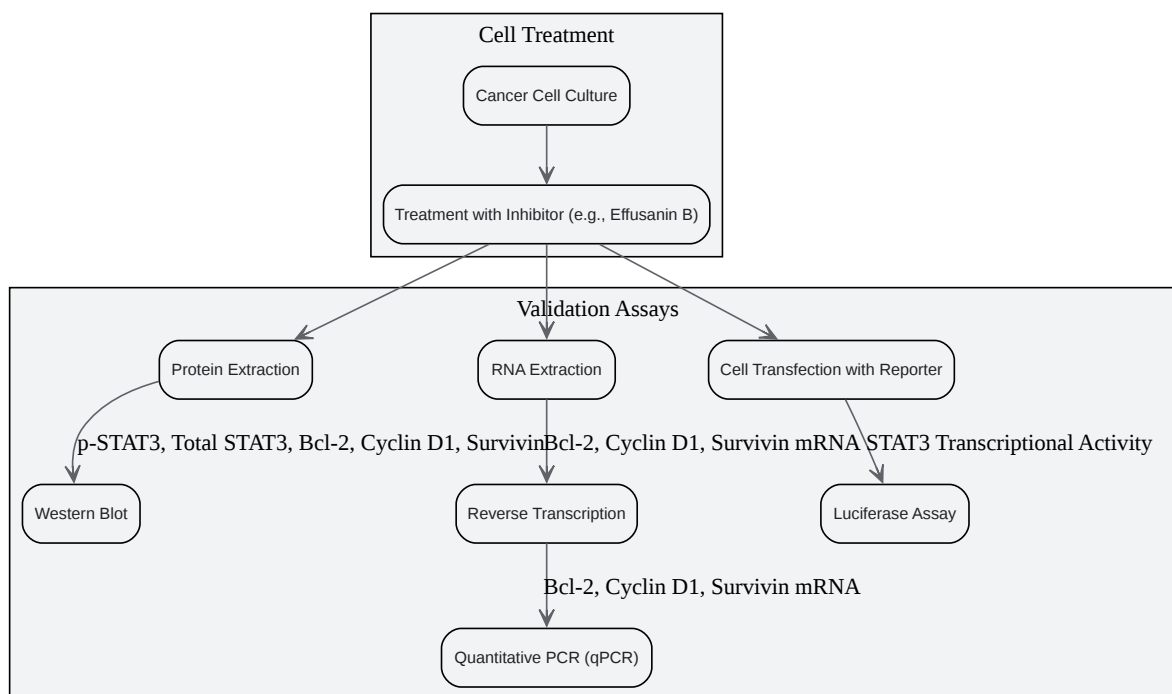 Cell Treatment
Cancer Cell Culture
Treatment with Inhibitor (e.g., Effusanin B)
Validation Assays
Protein Extraction
RNA Extraction
Cell Transfection with Reporter
p-STAT3, Total STAT3, Bcl-2, Cyclin D1, Survivin
Bcl-2, Cyclin D1, Survivin mRNA
STAT3 Transcriptional Activity
Western Blot
Reverse Transcription
Luciferase Assay
Bcl-2, Cyclin D1, Survivin mRNA
Quantitative PCR (qPCR)